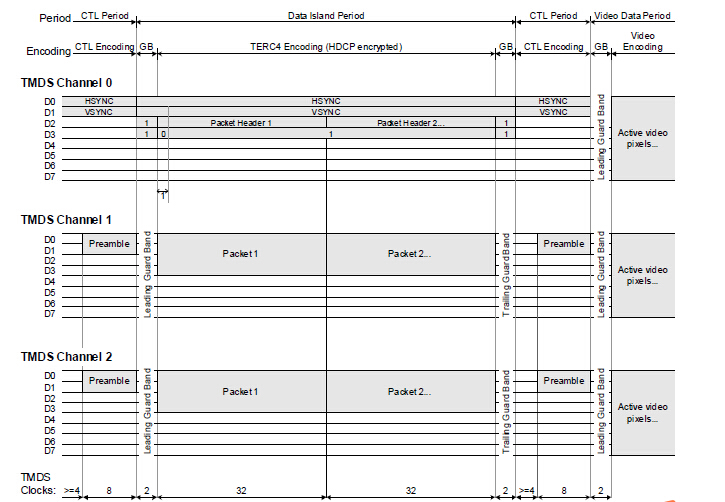 Period CTL Period Data Island Period CTL Period Video Data Period
Encoding CTL Encoding GB TERC4 Encoding (HDCP encrypted) GB CTL Encoding GB Video Encoding
TMDS Channel 0
D0 HSYNC HSYNC HSYNC
D1 VSYNC VSYNC VSYNC
D2 1 Packet Header 1 Packet Header 2... 1
D3 1 0 1 1
D4
D5
D6
D7
Leading Guard Band
Active video
pixels...
1
TMDS Channel 1
D0
D1
D2
D3
D4
D5
D6
D7
Preamble
Leading Guard Band
Packet 1
Packet 2...
Trailing Guard Band
Preamble
Leading Guard Band
Active video
pixels...
TMDS Channel 2
D0
D1
D2
D3
D4
D5
D6
D7
Preamble
Leading Guard Band
Packet 1
Packet 2...
Trailing Guard Band
Preamble
Leading Guard Band
Active video
pixels...
TMDS
Clocks: >=4 8 2 32 32 2 >=4 8 2